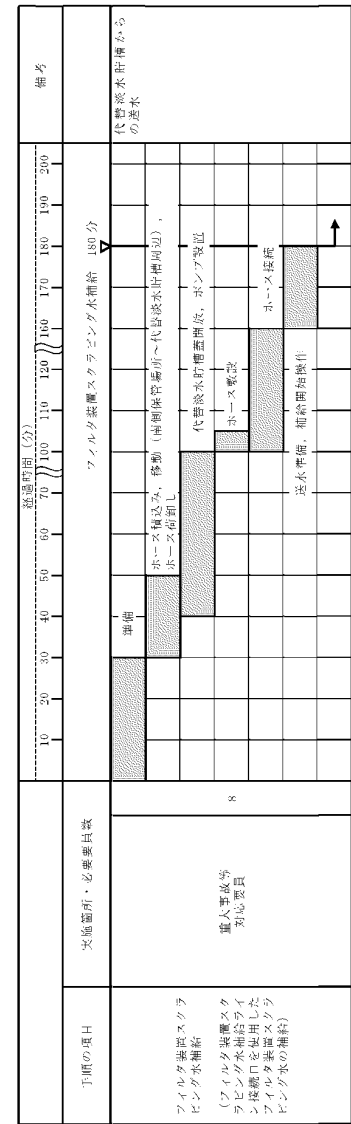 手順の項目
実施箇所・必要要員数
経過時間(分)
備考
10 20 30 40 50 60 70 100 110 120 160 170 180 190 200
フィルタ装置スクラビング水補給 180分
フィルタ装置スクラ
ビング水補給
(フィルタ装置スク
ラビング水補給ライ
ン接続口を使用した
フィルタ装置スクラ
ビング水の補給)
重大事故等
対応要員
8
準備
ホース積込み,移動(南側保管場所~代替淡水貯槽周辺),
ホース荷卸し
代替淡水貯槽蓋開放,ポンプ設置
ホース敷設
ホース接続
送水準備,補給開始操作
代替淡水貯槽から
の送水